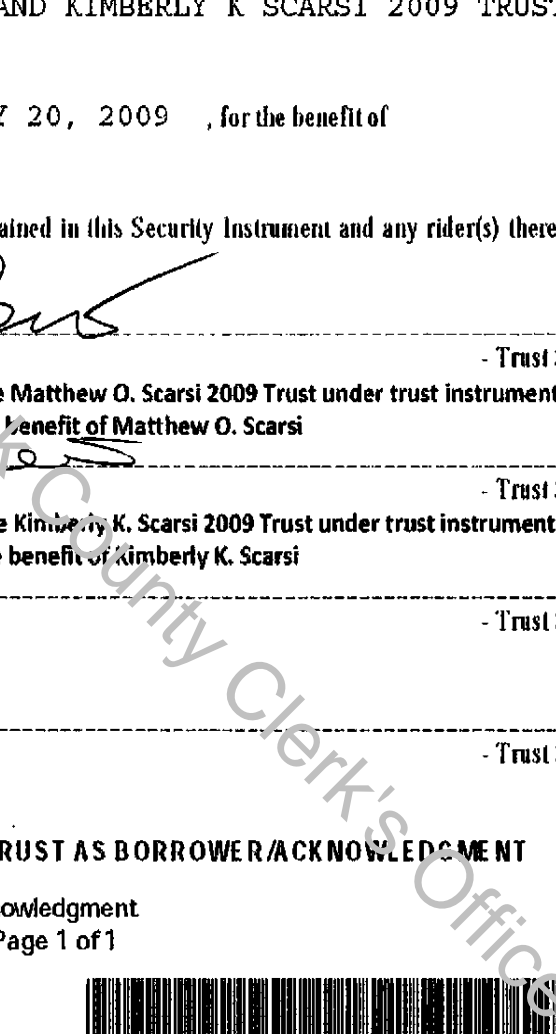 AND KIMBERLY K SCARSI 2009 TRUST
20, 2009 , for the benefit of
ained in this Security Instrument and any rider(s) there
- Trust
e Matthew O. Scarsi 2009 Trust under trust instrument
benefit of Matthew O. Scarsi
- Trust
e Kimberly K. Scarsi 2009 Trust under trust instrument
e benefit of Kimberly K. Scarsi
- Trust
- Trust
RUST AS BORROWER/ACKNOWLEDGMENT
owledgment
Page 1 of 1
County Clerk's Office